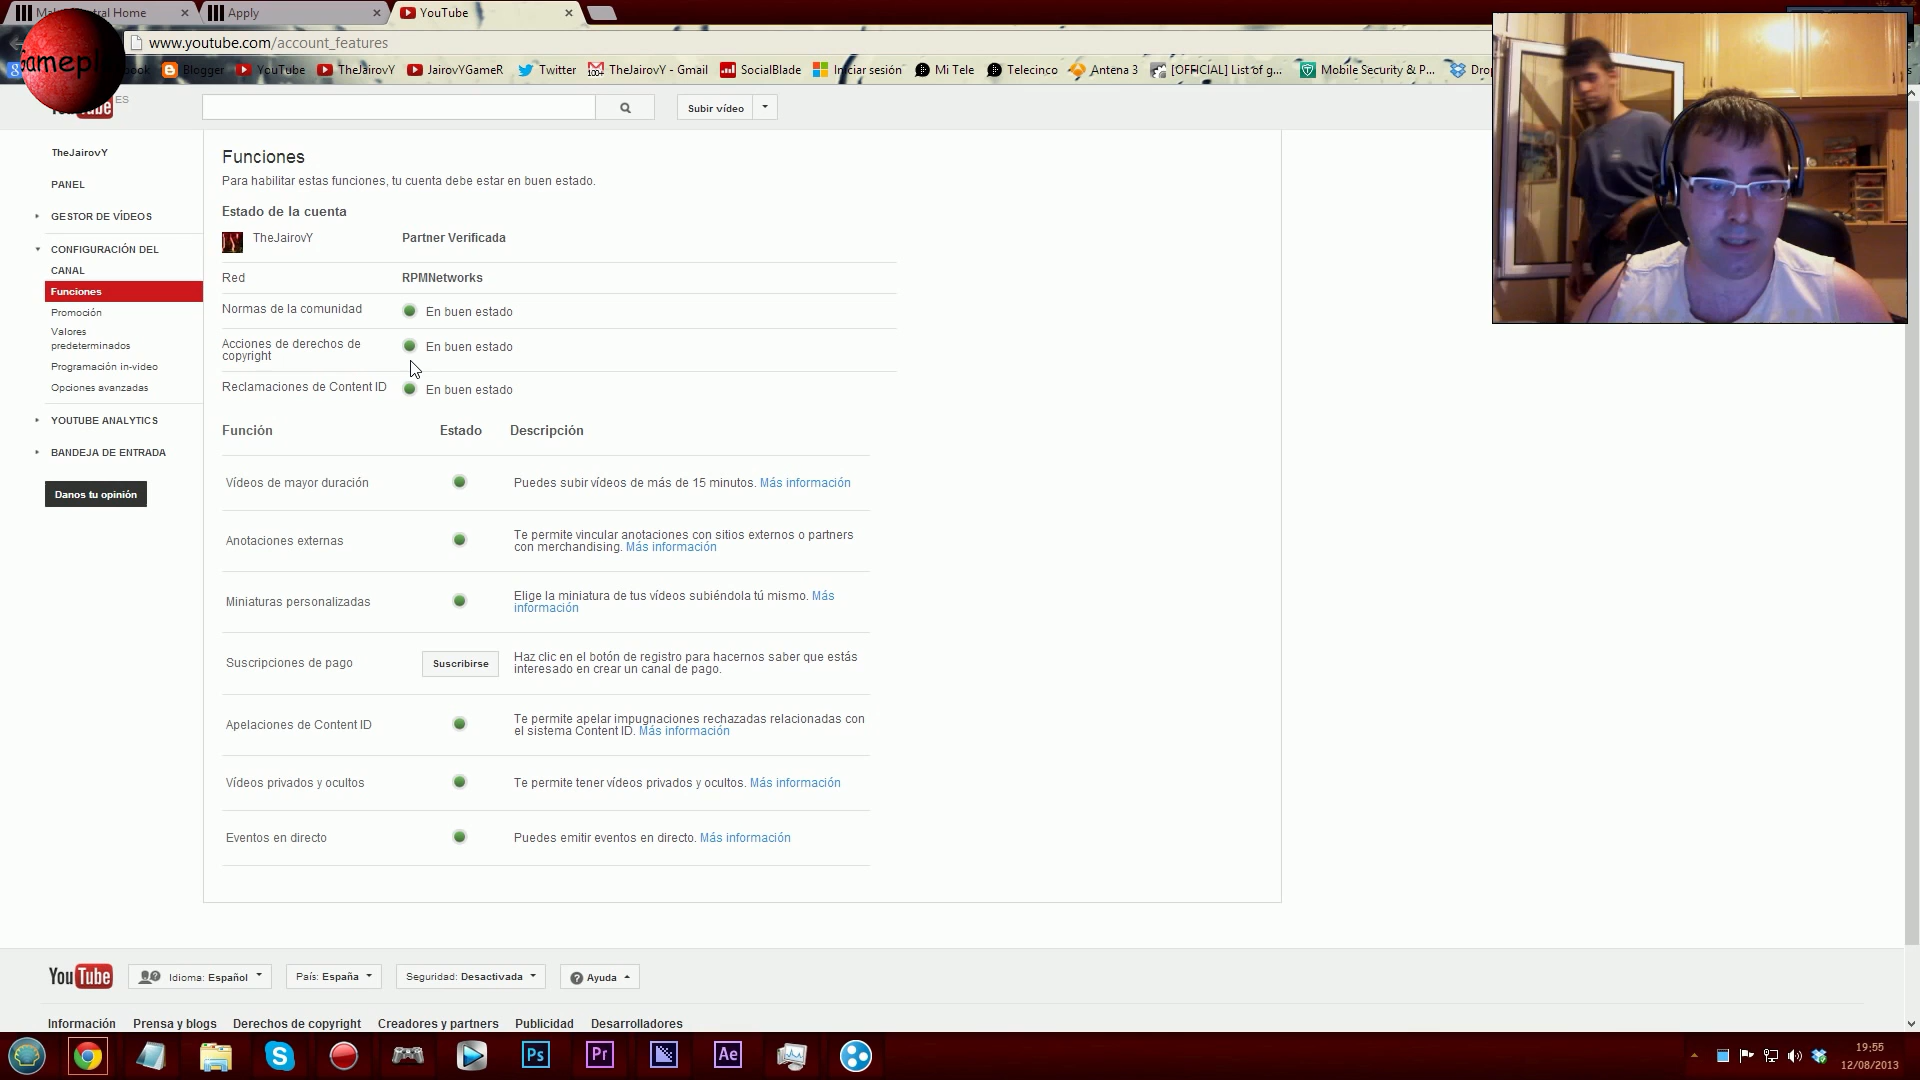 ntral Home
Apply
YouTube
www.youtube.com/account_features
gamepl
book
Blogger
YouTube
TheJairovY
JairovYGameR
Twitter
TheJairovY - Gmail
SocialBlade
Iniciar sesión
Mi Tele
Telecinco
Antena 3
[OFFICIAL] List of g...
Mobile Security & P...
Drop
ES
Subir vídeo
TheJairovY
PANEL
GESTOR DE VÍDEOS
CONFIGURACIÓN DEL
CANAL
Funciones
Promoción
Valores
predeterminados
Programación in-video
Opciones avanzadas
YOUTUBE ANALYTICS
BANDEJA DE ENTRADA
Danos tu opinión
Funciones
Para habilitar estas funciones, tu cuenta debe estar en buen estado.
Estado de la cuenta
TheJairovY Partner Verificada
Red RPMNetworks
Normas de la comunidad En buen estado
Acciones de derechos de
copyright
En buen estado
Reclamaciones de Content ID En buen estado
Función Estado Descripción
Vídeos de mayor duración Puedes subir vídeos de más de 15 minutos. Más información
Anotaciones externas
Te permite vincular anotaciones con sitios externos o partners
con merchandising. Más información
Miniaturas personalizadas
Elige la miniatura de tus vídeos subiéndola tú mismo. Más
información
Suscripciones de pago
Suscribirse
Haz clic en el botón de registro para hacernos saber que estás
interesado en crear un canal de pago.
Apelaciones de Content ID
Te permite apelar impugnaciones rechazadas relacionadas con
el sistema Content ID. Más información
Vídeos privados y ocultos Te permite tener vídeos privados y ocultos. Más información
Eventos en directo Puedes emitir eventos en directo. Más información
YouTube
Idioma: Español
País: España
Seguridad: Desactivada
Ayuda
Información Prensa y blogs Derechos de copyright Creadores y partners Publicidad Desarrolladores
Ps
Pr
Ae
19:55
12/08/2013